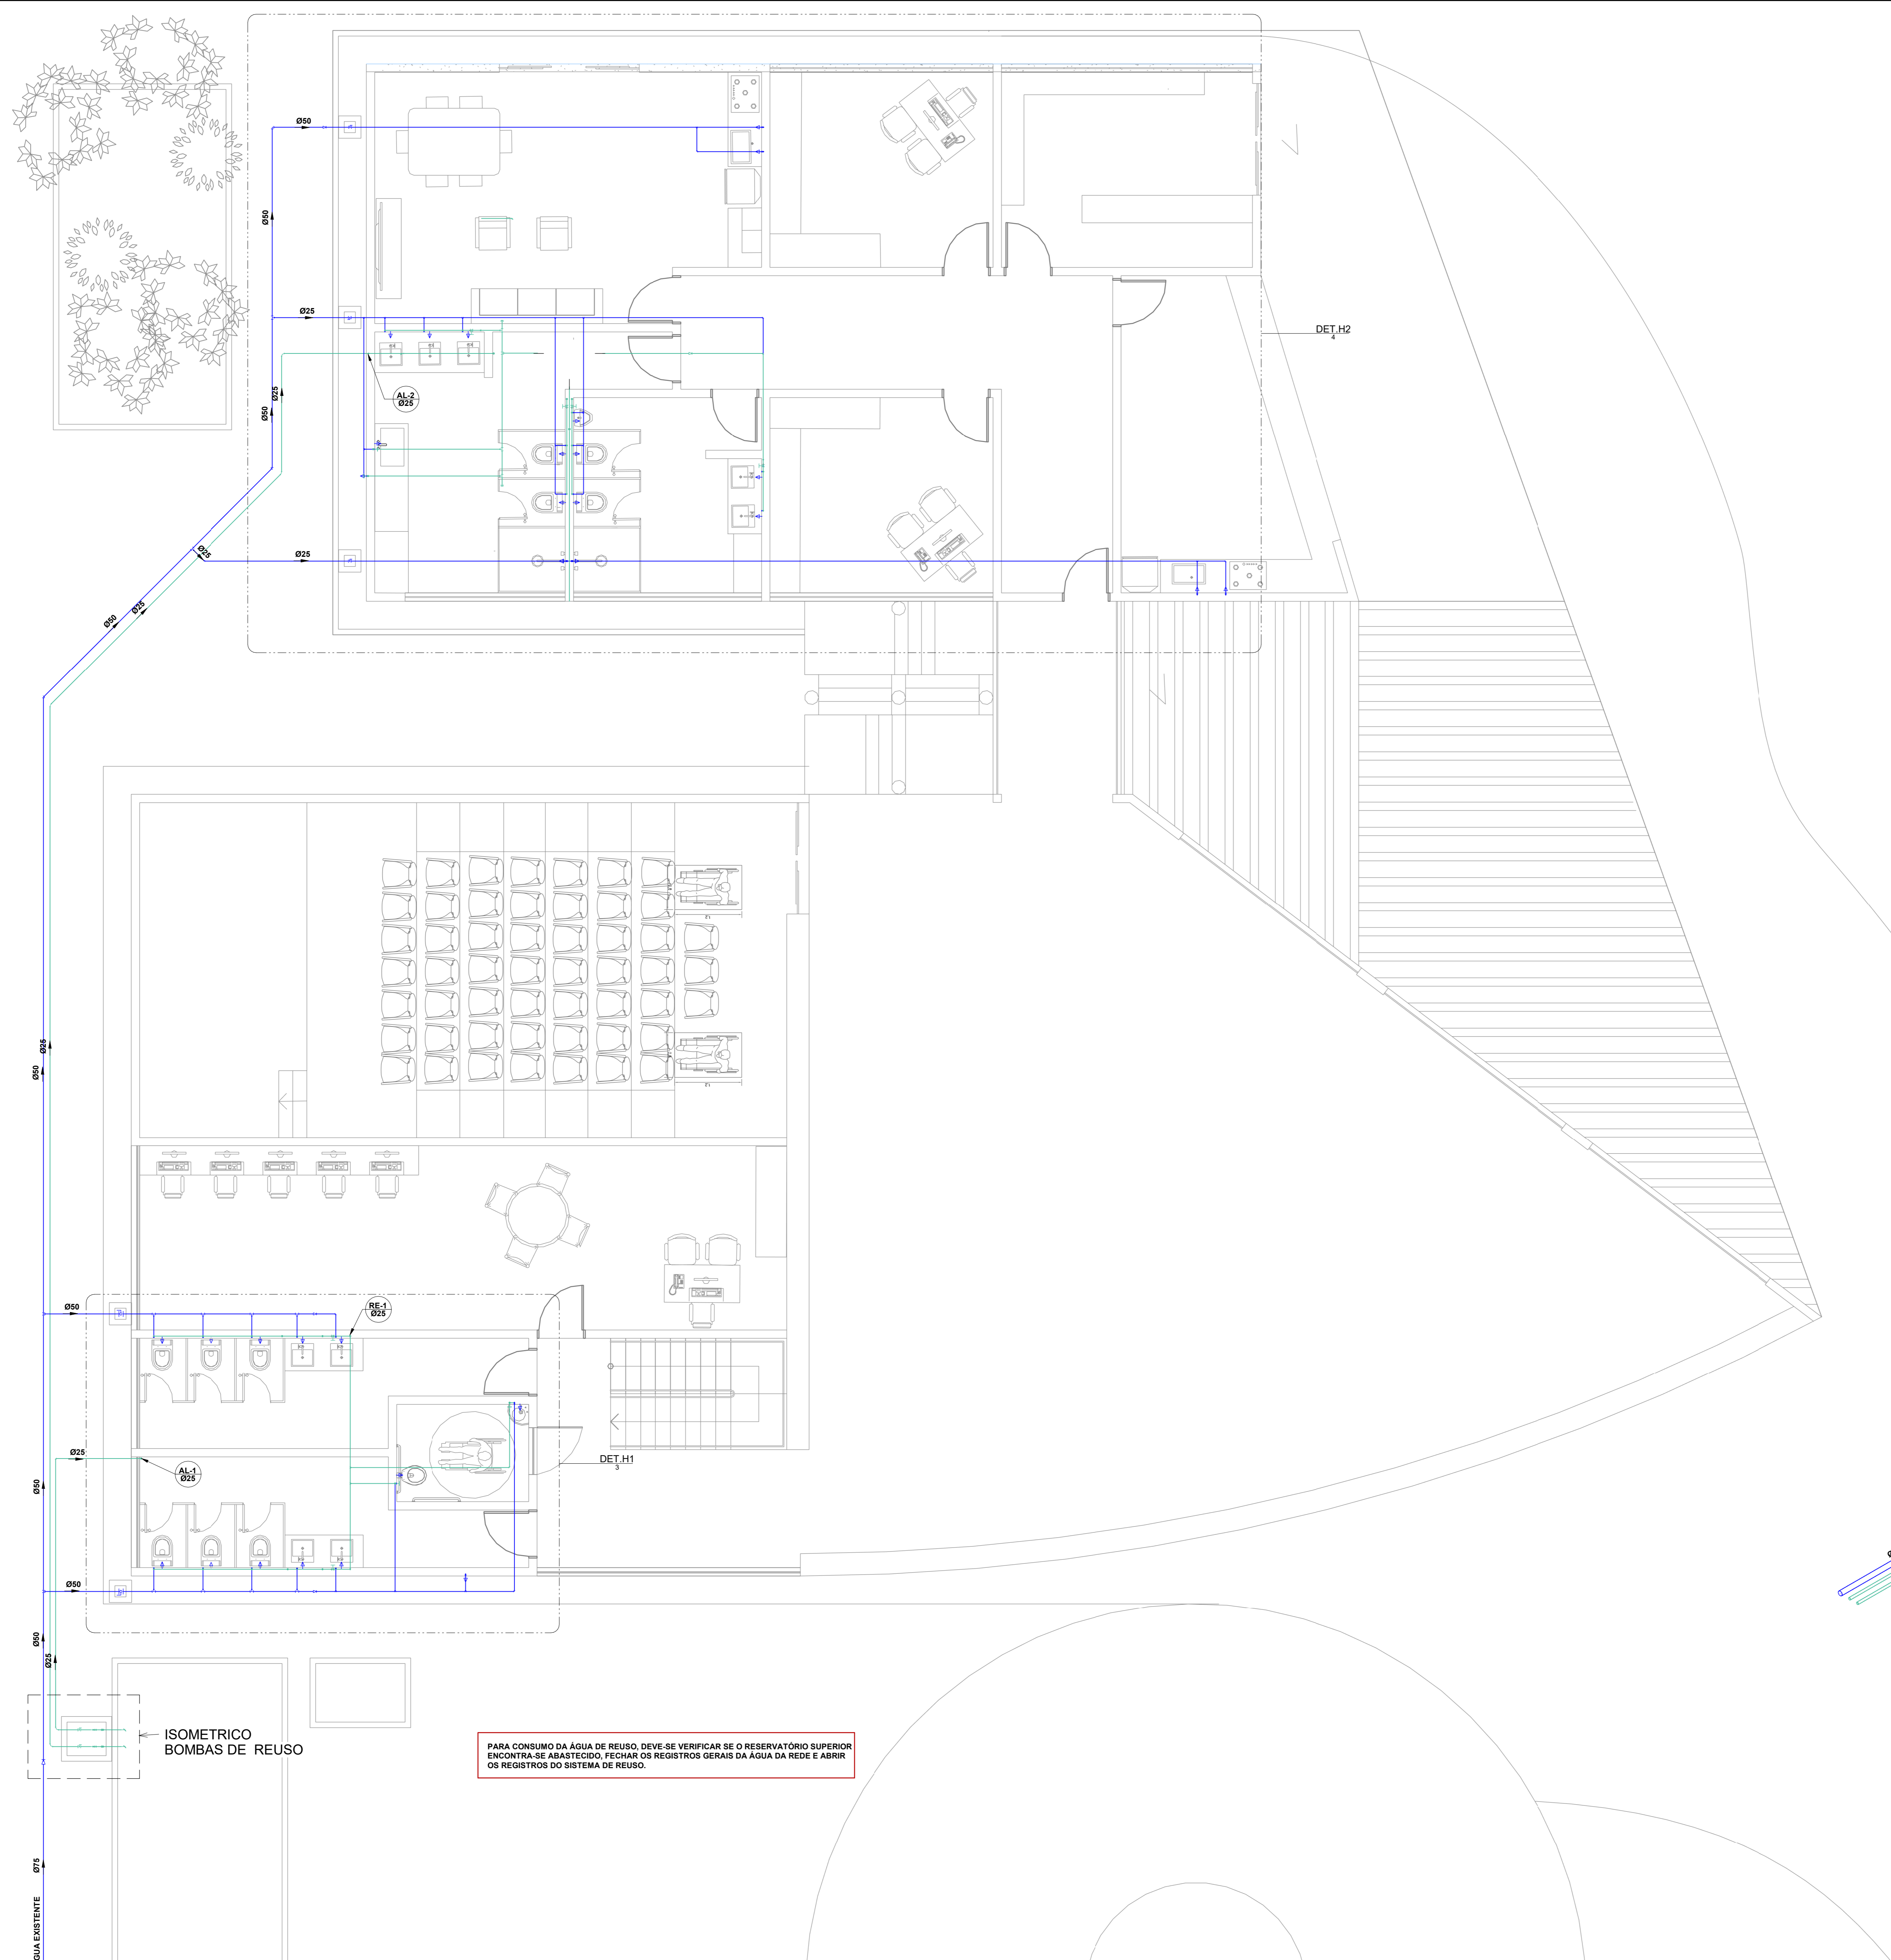 Ø50
Ø50
Ø25
DET.H2
4
AL-2
Ø25
Ø25
Ø50
Ø25
Ø25
Ø50
Ø25
Ø25
Ø50
Ø50
RE-1
Ø25
Ø25
AL-1
Ø25
DET.H1
3
Ø50
Ø50
Ø50
Ø25
ISOMETRICO
BOMBAS DE REUSO
PARA CONSUMO DA ÁGUA DE REUSO, DEVE-SE VERIFICAR SE O RESERVATÓRIO SUPERIOR
ENCONTRA-SE ABASTECIDO, FECHAR OS REGISTROS GERAIS DA ÁGUA DA REDE E ABRIR
OS REGISTROS DO SISTEMA DE REUSO.
Ø75
GUA EXISTENTE